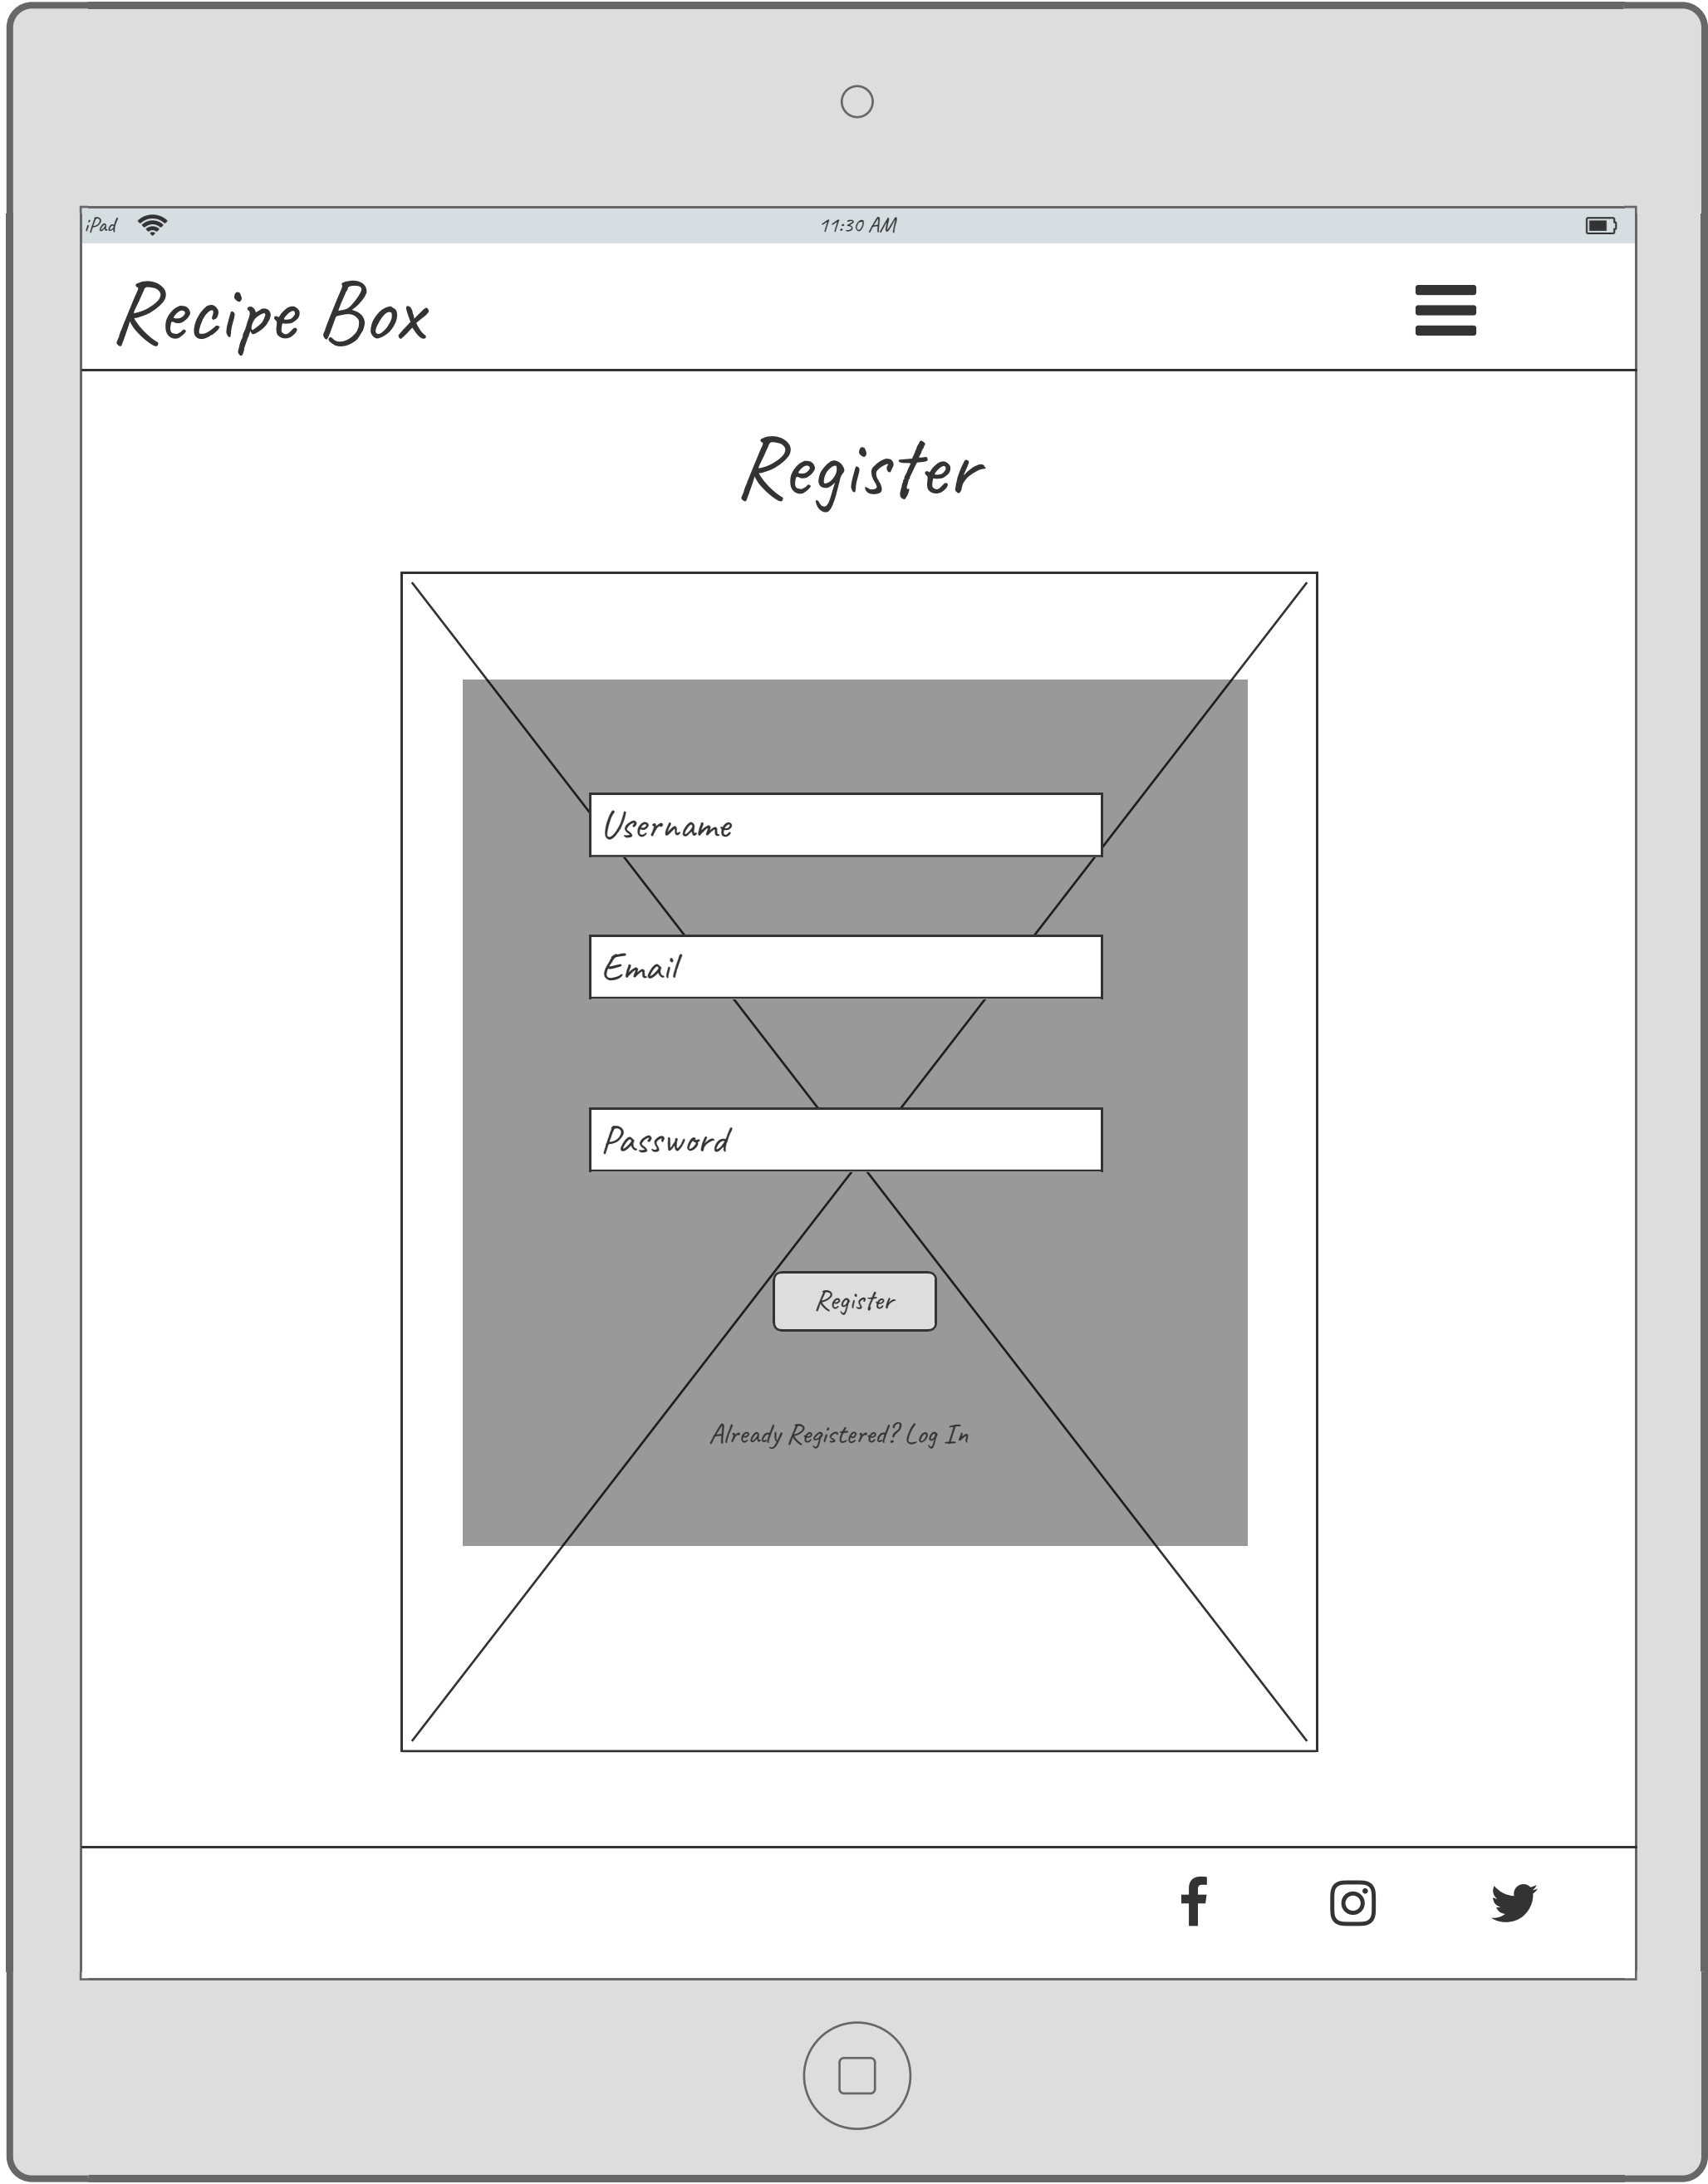 iPad 11:30 AM
Recipe Box
Register
Username
Email
Password
Register
Already Registered? Log In